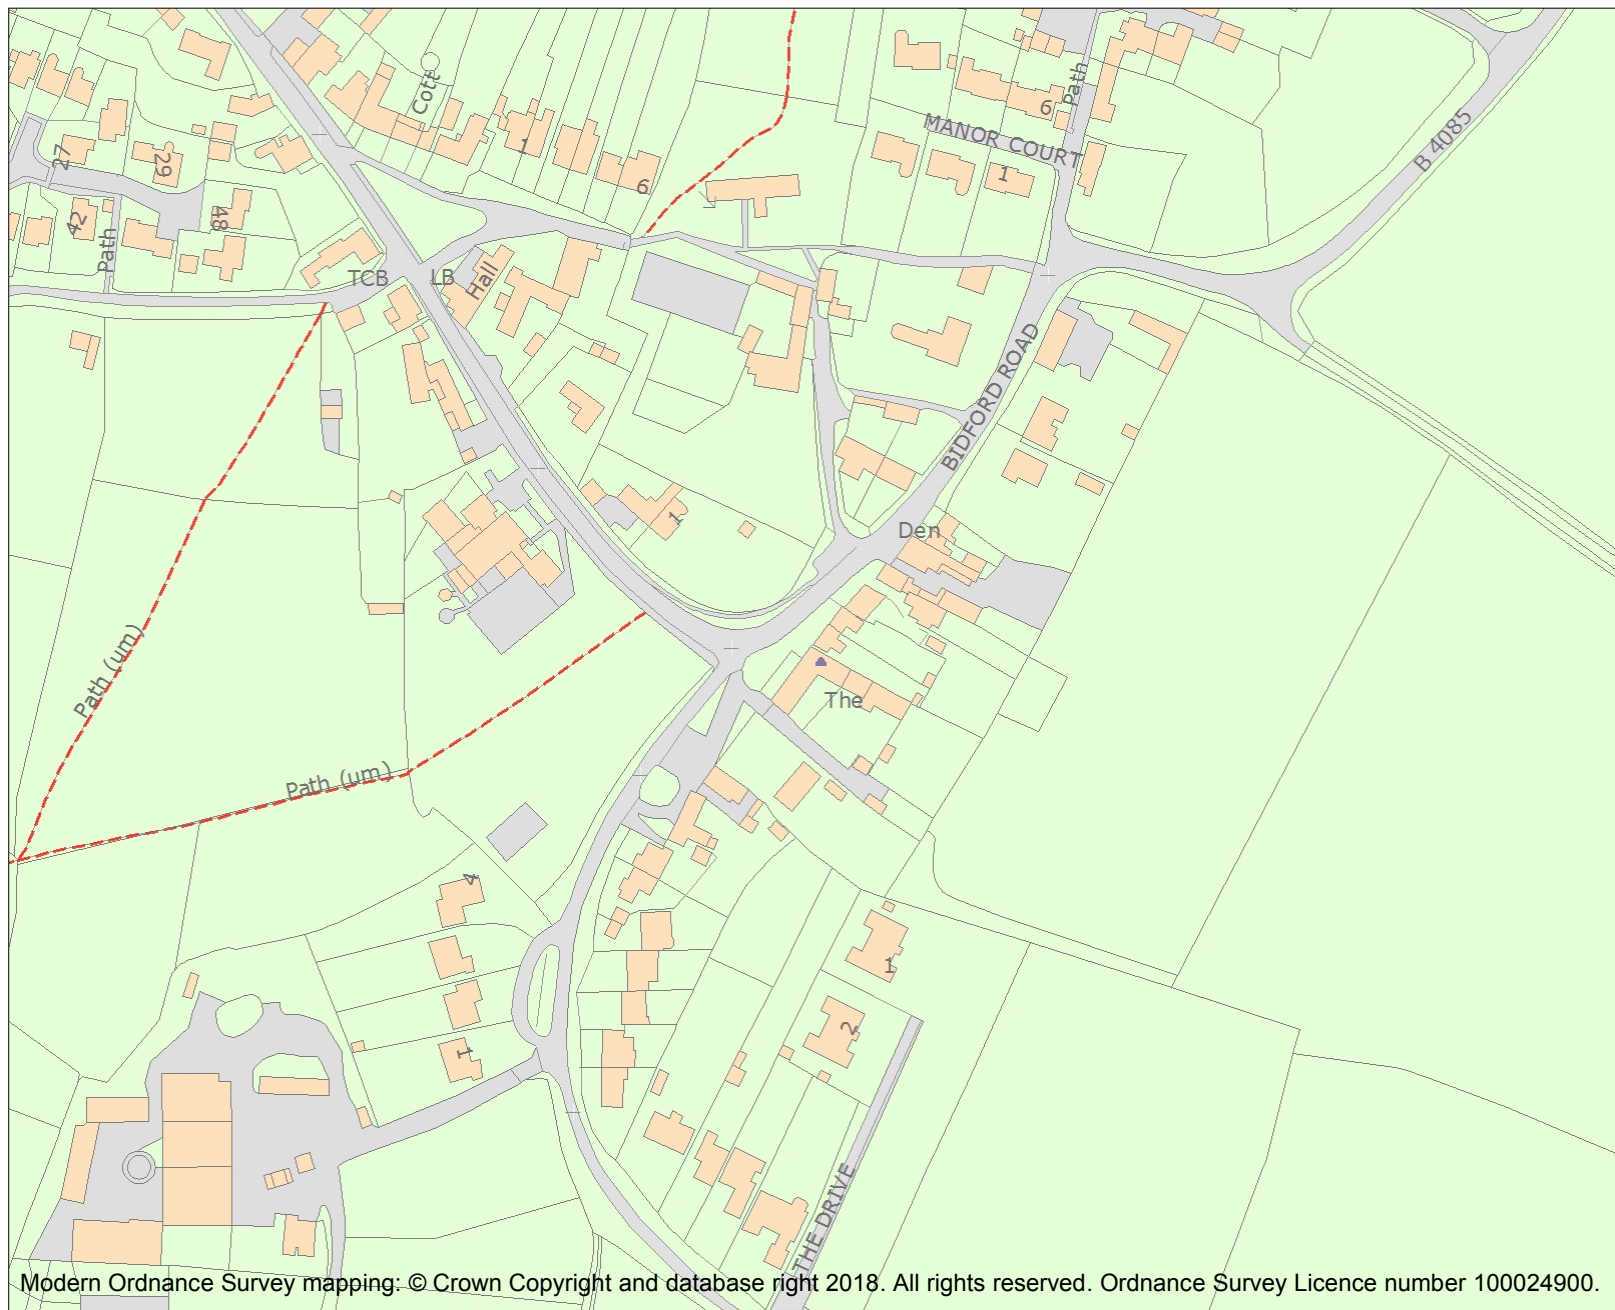 Cott
Path
6
MANOR COURT
B 4085
1
27
29
6
1
42
48
Path
TCB
LB
Hall
BIDFORD ROAD
1
Den
Path (um)
The
Path (um)
4
1
2
1
THE DRIVE
Modern Ordnance Survey mapping: © Crown Copyright and database right 2018. All rights reserved. Ordnance Survey Licence number 100024900.